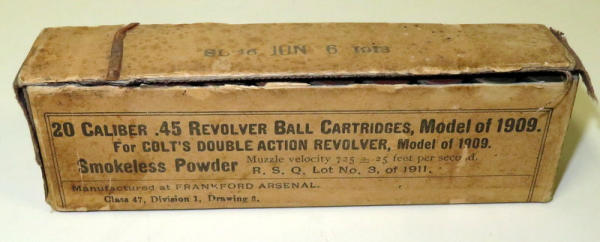 JUN 6 1913
20 CALIBER .45 REVOLVER BALL CARTRIDGES, Model of 1909.
For COLT'S DOUBLE ACTION REVOLVER, Model of 1909.
Smokeless Powder Muzzle velocity 725 ± 25 feet per second.
R. S. Q. Lot No. 3, of 1911.
Manufactured at FRANKFORD ARSENAL.
Class 47, Division 1, Drawing 8.